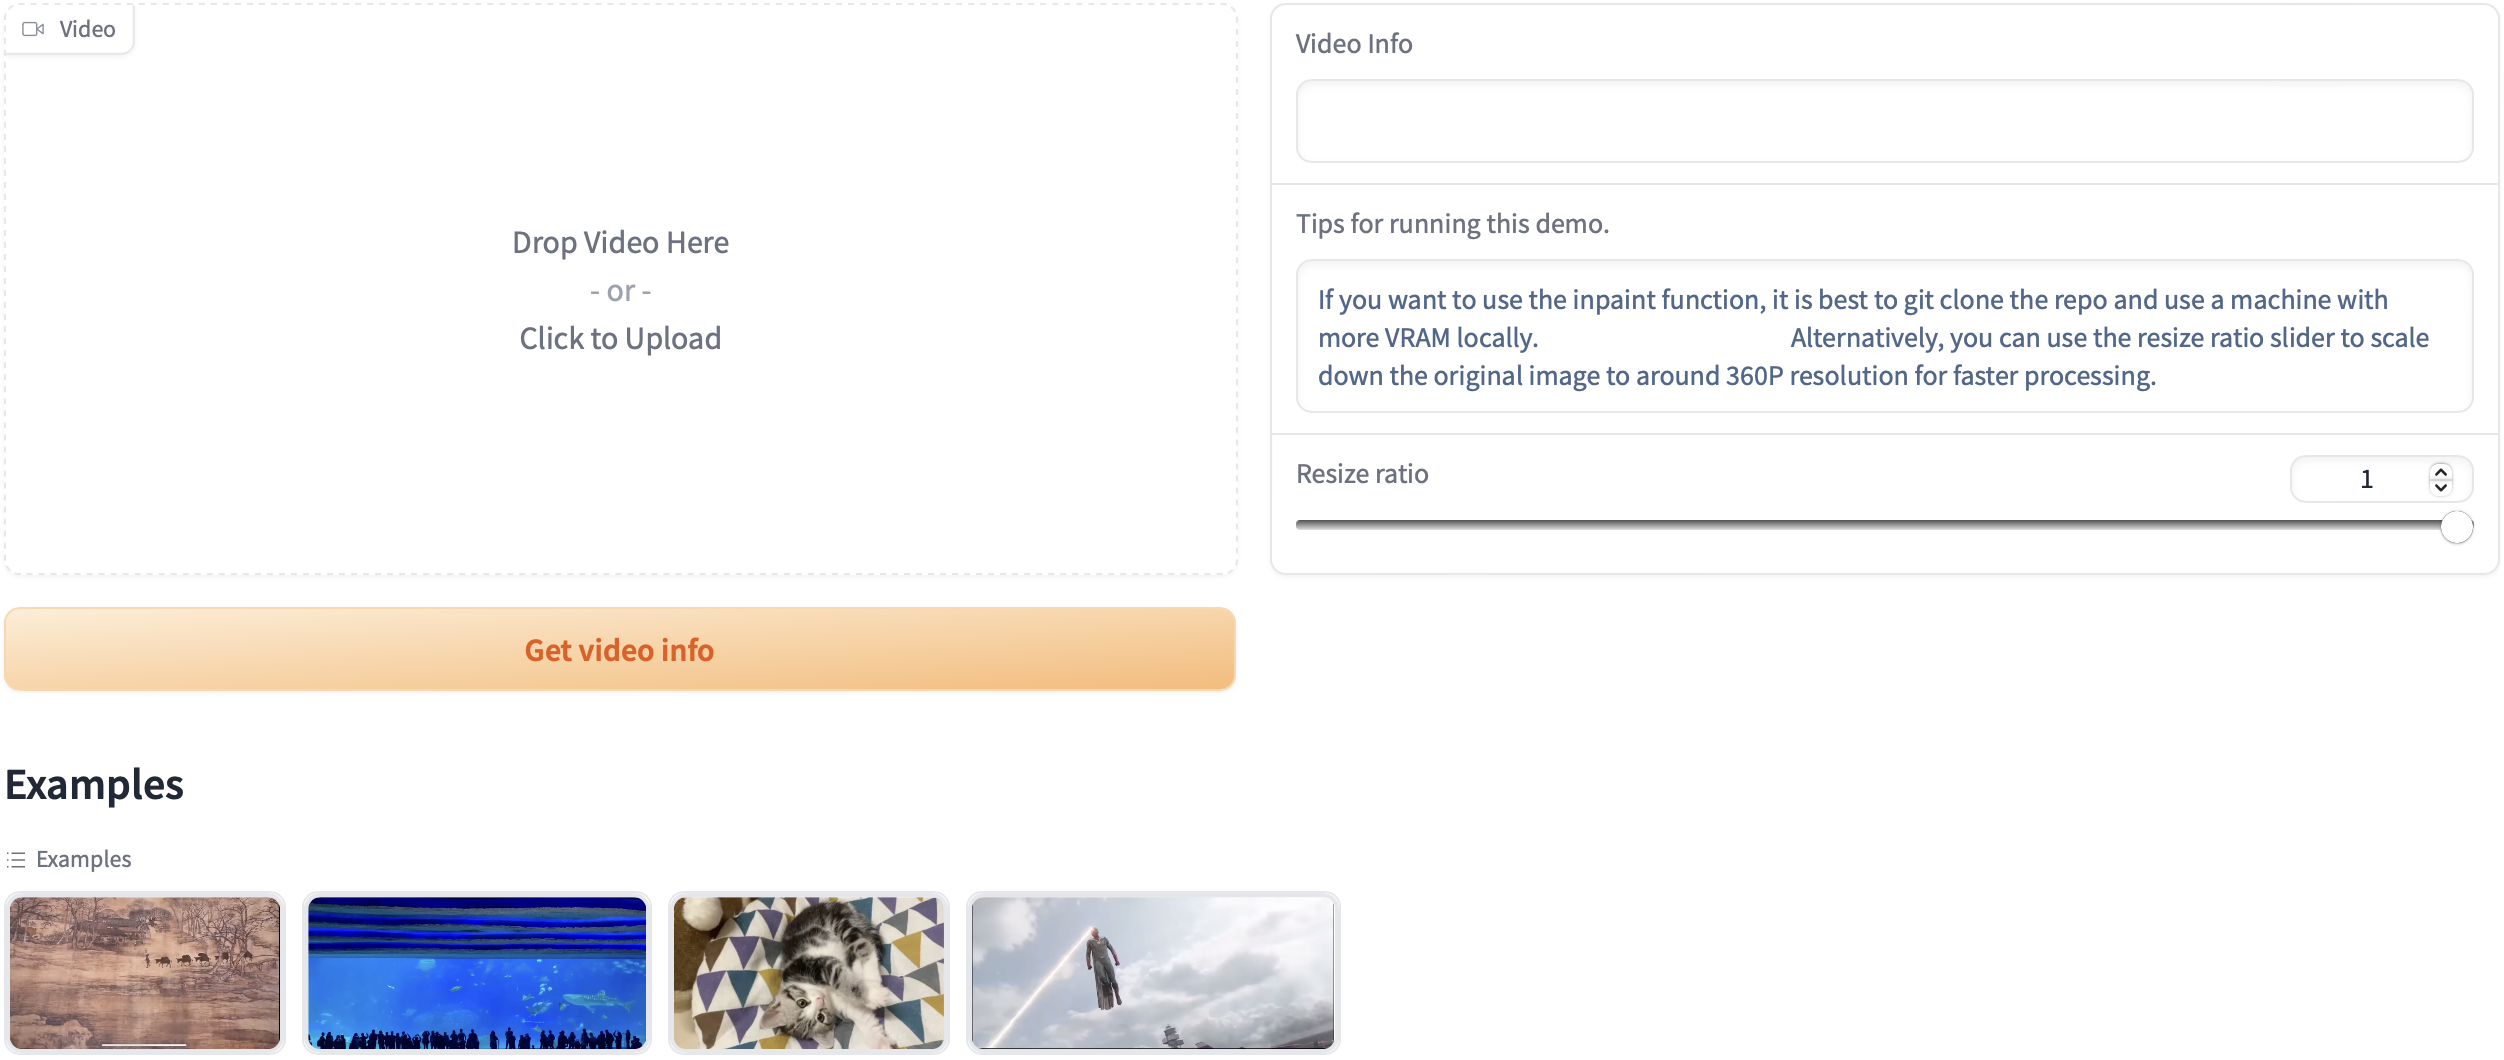 Video
Drop Video Here
- or -
Click to Upload
Video Info
Tips for running this demo.
If you want to use the inpaint function, it is best to git clone the repo and use a machine with
more VRAM locally. Alternatively, you can use the resize ratio slider to scale
down the original image to around 360P resolution for faster processing.
Resize ratio
1
Get video info
Examples
Examples